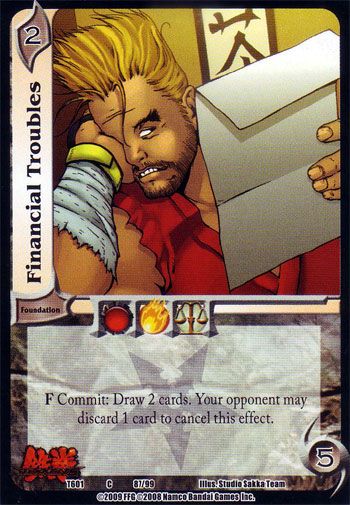 2
Financial Troubles
Foundation
F Commit: Draw 2 cards. Your opponent may
discard 1 card to cancel this effect.
5
T601 C 87/99 Illus. Studio Sakka Team
©2009 FFG ©2008 Namco Bandai Games Inc.